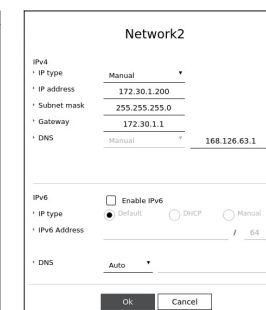 Network2
IPv4
IP type Manual
IP address 172.30.1.200
Subnet mask 255.255.255.0
Gateway 172.30.1.1
DNS Manual 168.126.63.1
IPv6
Enable IPv6
IP type Default DHCP Manual
IPv6 Address / 64
DNS Auto
Ok Cancel